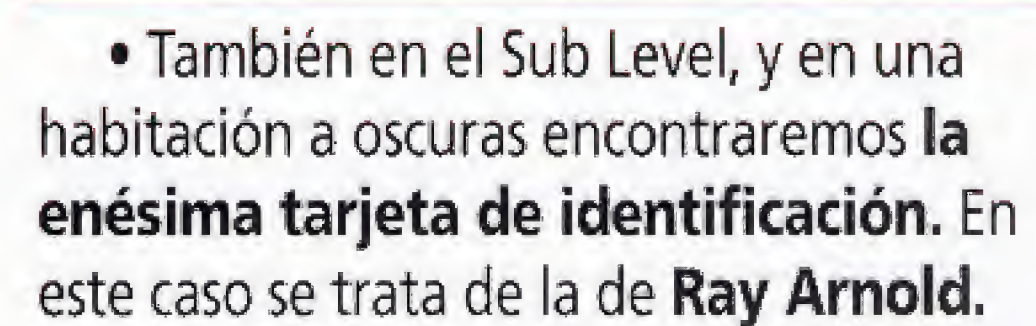 • También en el Sub Level, y en una
habitación a oscuras encontraremos la
enésima tarjeta de identificación. En
este caso se trata de la de Ray Arnold.